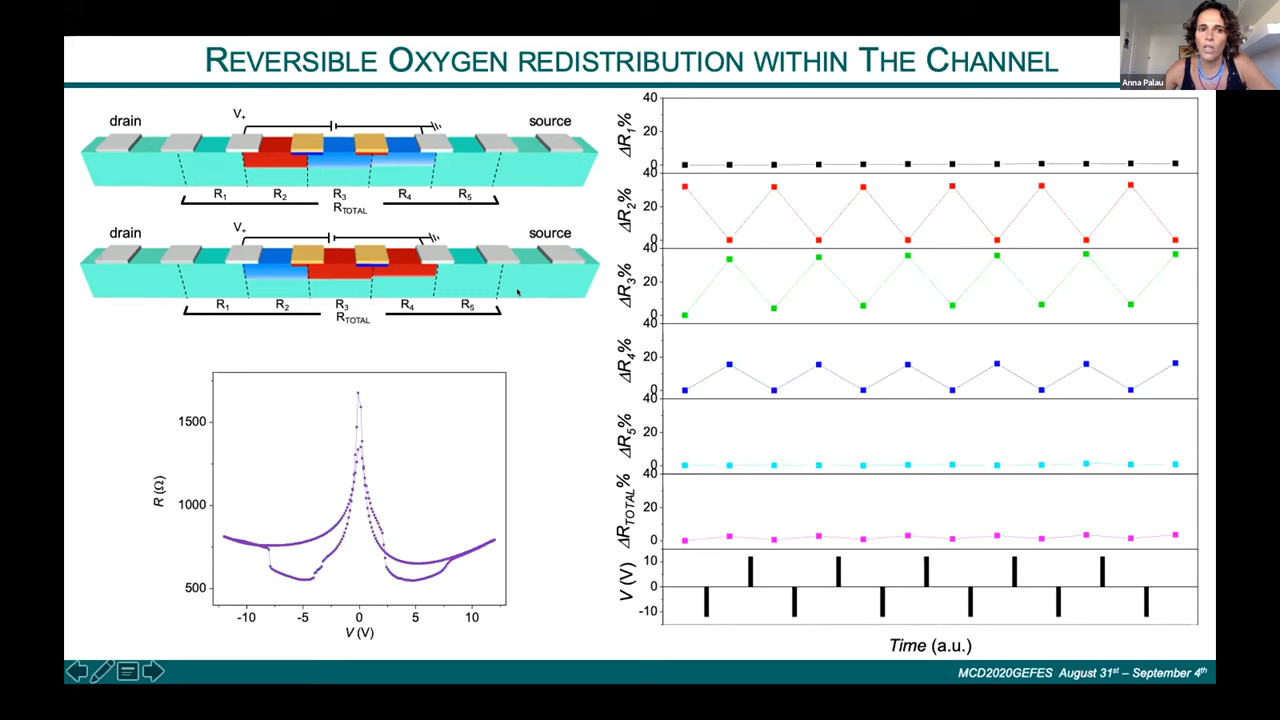 REVERSIBLE OXYGEN REDISTRIBUTION WITHIN THE CHANNEL
Anna Palau
drain
V+
source
R1 R2 R3 R4 R5
RTOTAL
drain
V+
source
R1 R2 R3 R4 R5
RTOTAL
1500
1000
500
R (Ω)
-10 -5 0 5 10
V (V)
40
20
0
ΔR1%
20
0
ΔR2%
40
20
0
ΔR3%
40
20
0
ΔR4%
40
20
0
ΔR5%
20
0
ΔRTOTAL%
10
0
-10
V (V)
Time (a.u.)
MCD2020GEFES August 31st – September 4th